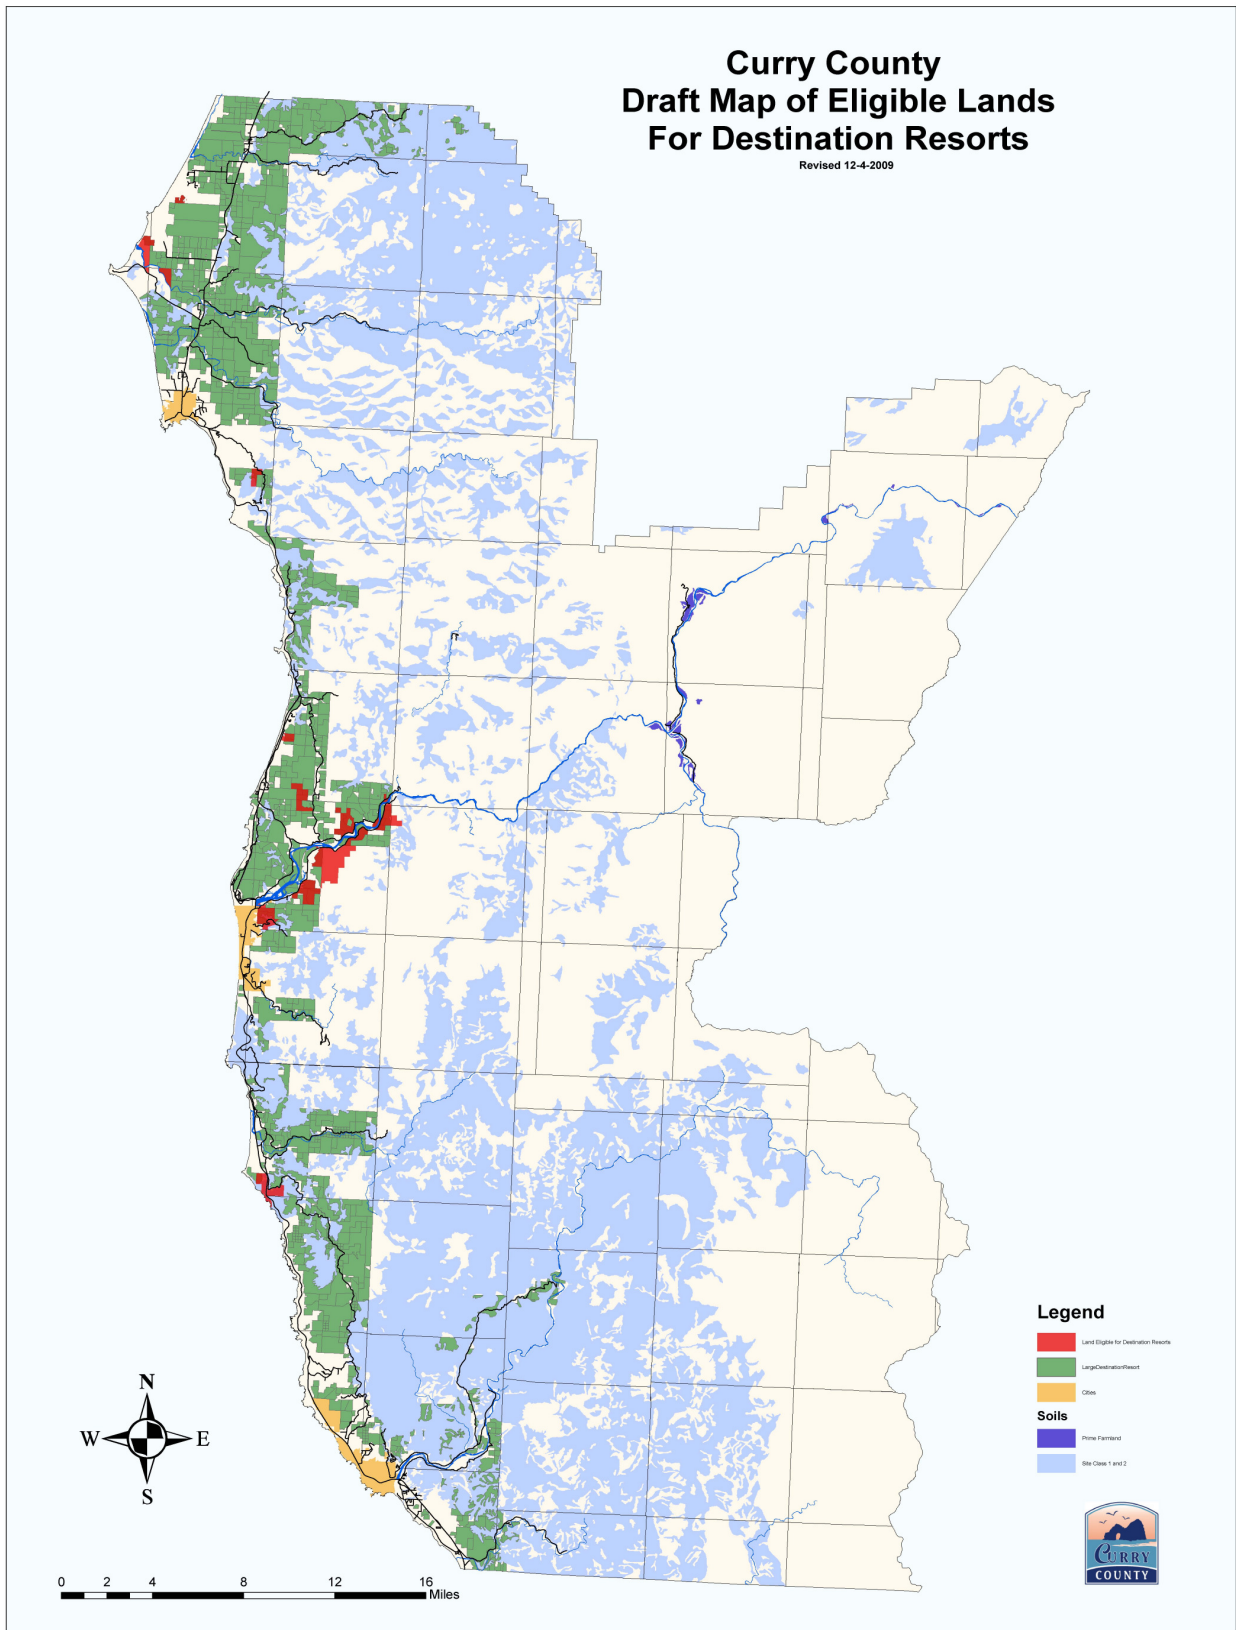 Curry County
Draft Map of Eligible Lands
For Destination Resorts
Revised 12-4-2009
Legend
Land Eligible for Destination Resorts
LargeDestinationResort
Cities
Soils
Prime Farmland
Site Class 1 and 2
N
W
E
S
0 2 4 8 12 16
Miles
CURRY
COUNTY